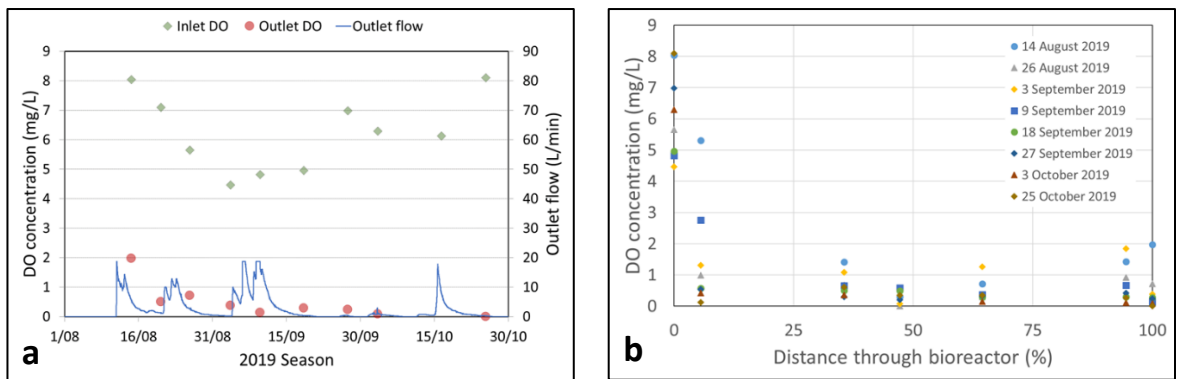 Inlet DO Outlet DO Outlet flow
DO concentration (mg/L)
9
8
7
6
5
4
3
2
1
0
Outlet flow (L/min)
90
80
70
60
50
40
30
20
10
0
1/08 16/08 31/08 15/09 30/09 15/10 30/10
2019 Season
a
DO concentration (mg/L)
9
8
7
6
5
4
3
2
1
0
14 August 2019
26 August 2019
3 September 2019
9 September 2019
18 September 2019
27 September 2019
3 October 2019
25 October 2019
0 25 50 75 100
Distance through bioreactor (%)
b